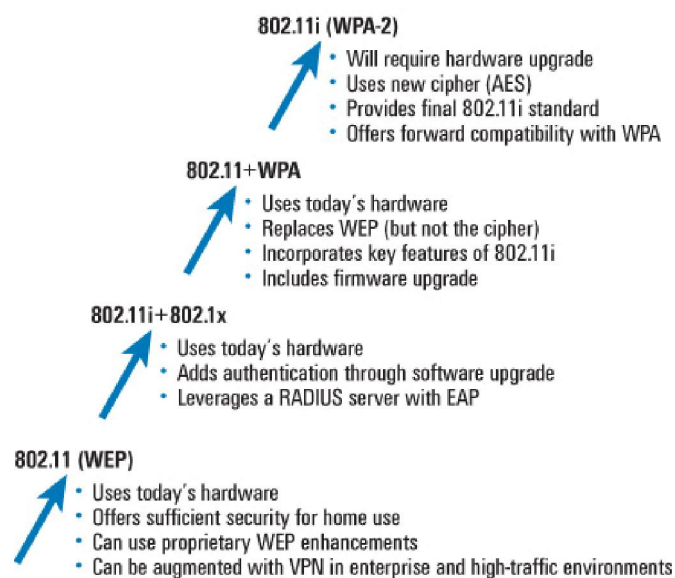 802.11i (WPA-2)
• Will require hardware upgrade
• Uses new cipher (AES)
• Provides final 802.11i standard
• Offers forward compatibility with WPA
802.11+WPA
• Uses today's hardware
• Replaces WEP (but not the cipher)
• Incorporates key features of 802.11i
• Includes firmware upgrade
802.11i+802.1x
• Uses today's hardware
• Adds authentication through software upgrade
• Leverages a RADIUS server with EAP
802.11 (WEP)
• Uses today's hardware
• Offers sufficient security for home use
• Can use proprietary WEP enhancements
• Can be augmented with VPN in enterprise and high-traffic environments